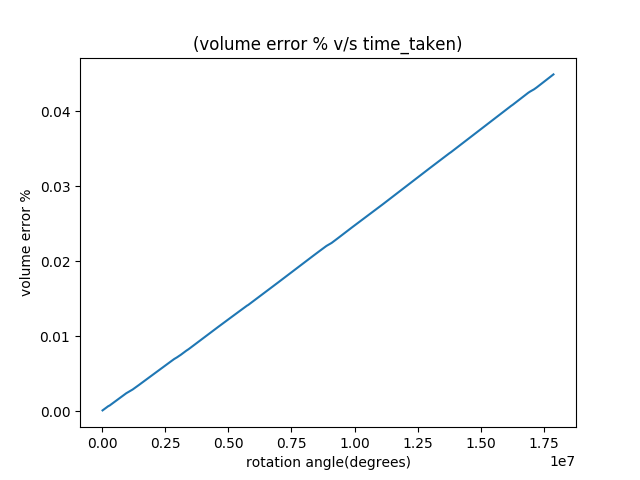 (volume error % v/s time_taken)
0.04
0.03
0.02
0.01
0.00
volume error %
0.00 0.25 0.50 0.75 1.00 1.25 1.50 1.75
1e7
rotation angle(degrees)